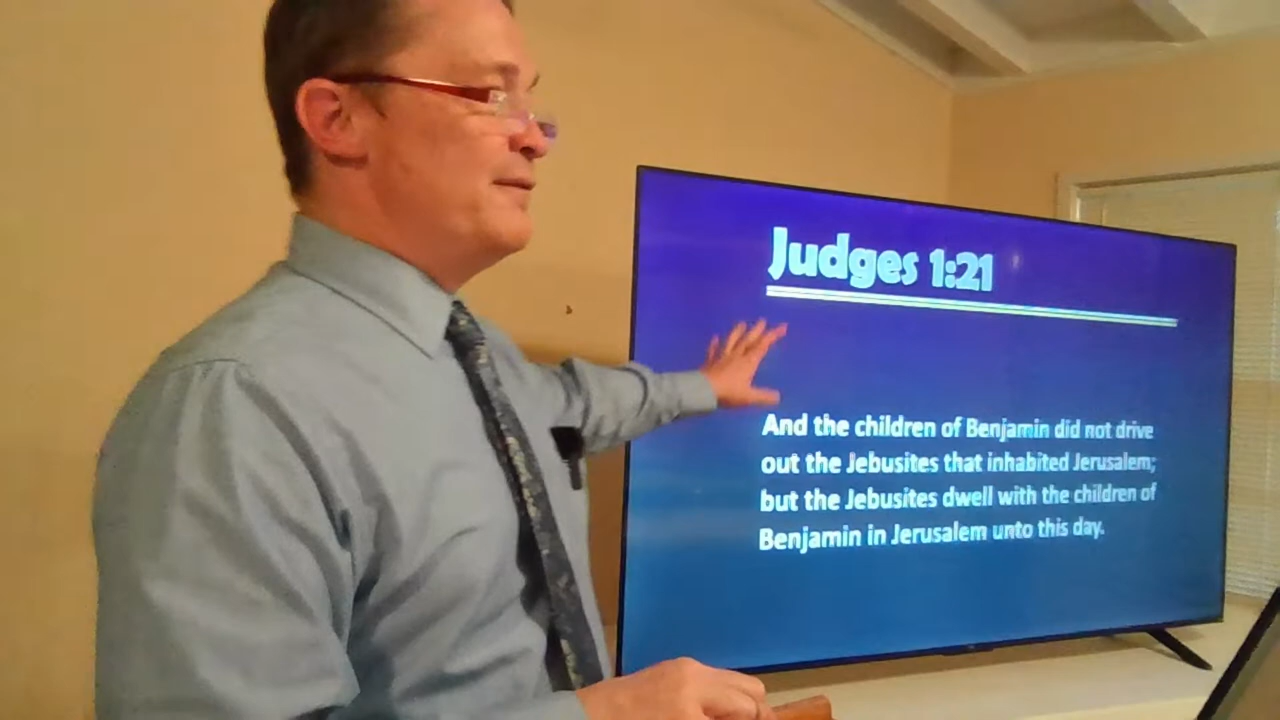 Judges 1:21
And the children of Benjamin did not drive
out the Jebusites that inhabited Jerusalem;
but the Jebusites dwell with the children of
Benjamin in Jerusalem unto this day.